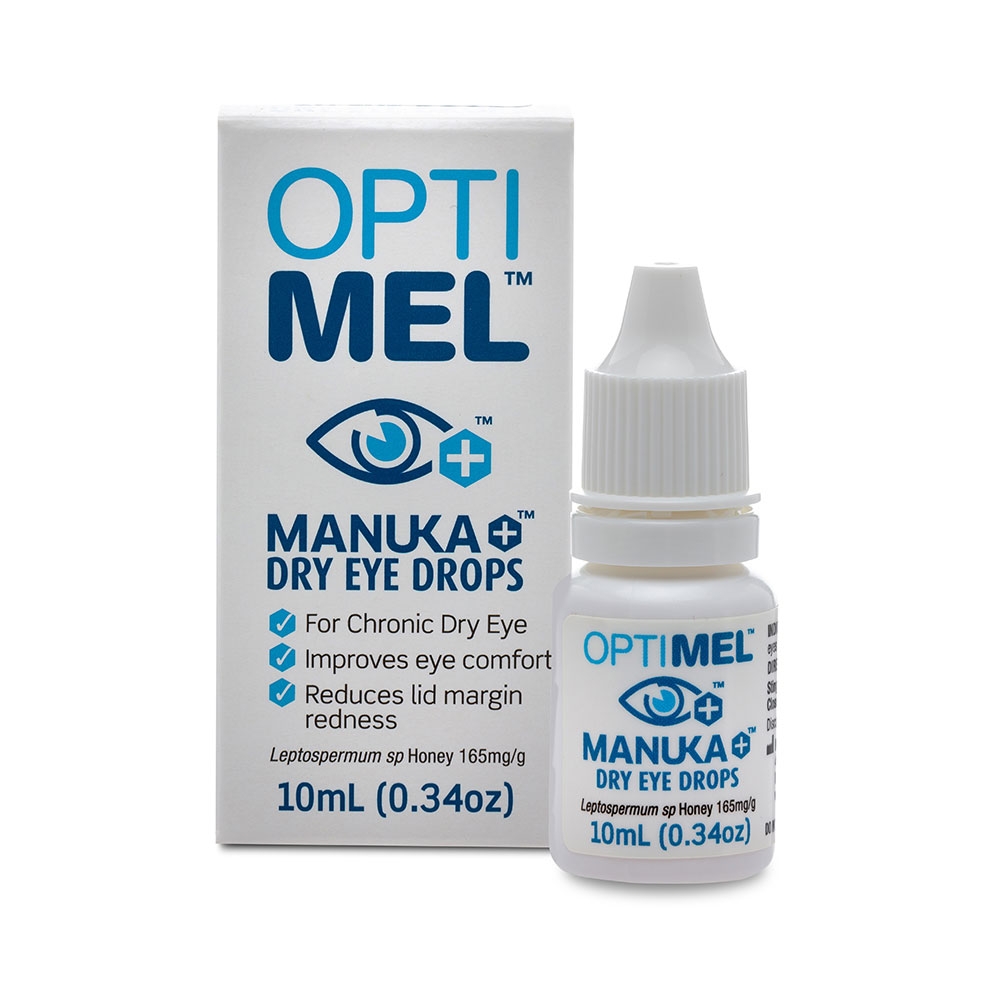 OPTI
MEL™
™
MANUKA+™
DRY EYE DROPS
For Chronic Dry Eye
Improves eye comfort
Reduces lid margin
redness
Leptospermum sp Honey 165mg/g
10mL (0.34oz)
OPTIMEL™
™
MANUKA+™
DRY EYE DROPS
Leptospermum sp Honey 165mg/g
10mL (0.34oz)